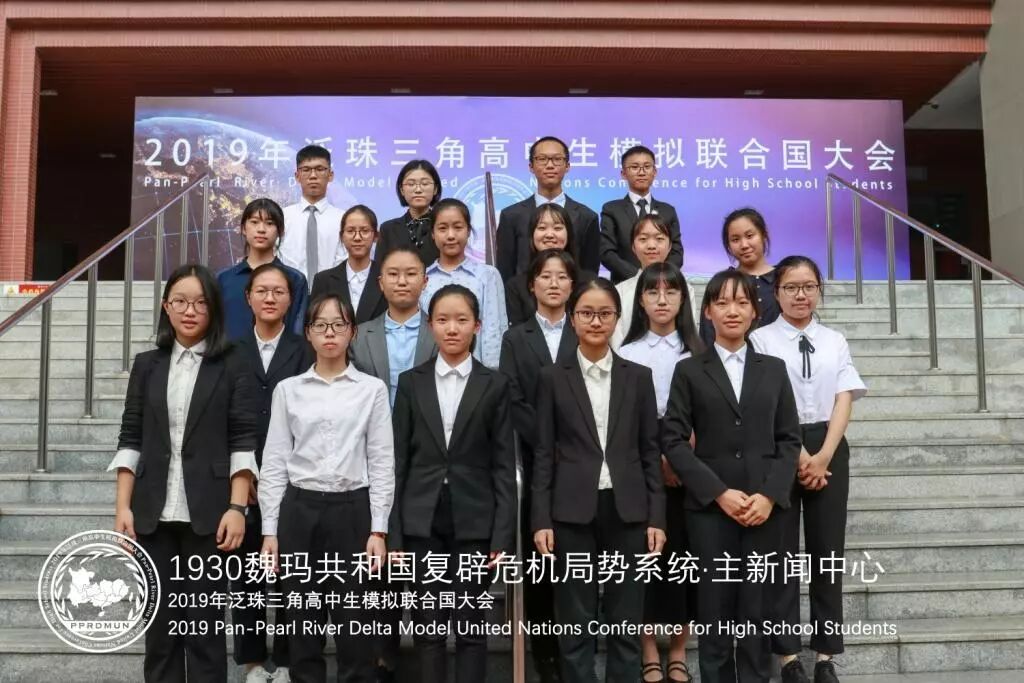 2019年泛珠三角高中生模拟联合国大会
Pan-Pearl River De Model ed Nations Conference for High School Students
1930魏玛共和国复辟危机局势系统·主新闻中心
2019年泛珠三角高中生模拟联合国大会
2019 Pan-Pearl River Delta Model United Nations Conference for High School Students
PPRDMUN